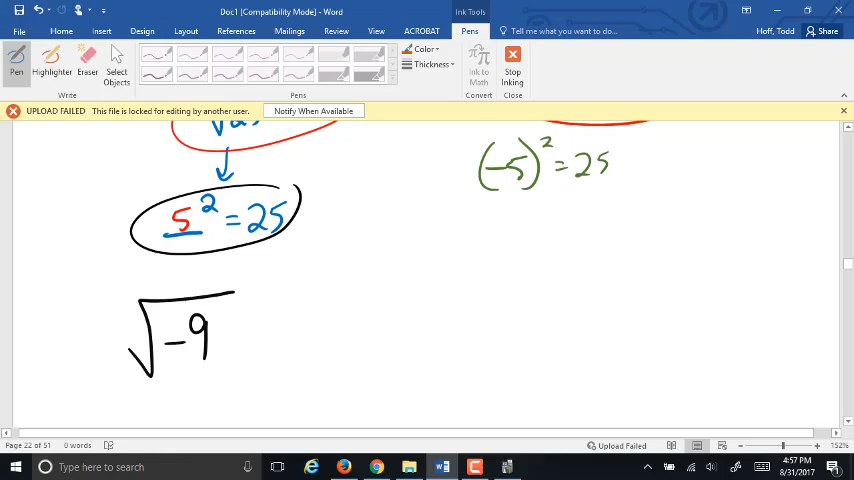 Doc1 [Compatibility Mode] - Word
Ink Tools
Hoff, Todd
File Home Insert Design Layout References Mailings Review View ACROBAT Pens Tell me what you want to do... Share
Pen Highlighter Eraser Select Objects
Color
Thickness
Ink to Math
Stop Inking
Write Pens Convert Close
UPLOAD FAILED This file is locked for editing by another user. Notify When Available
(-5)² = 25
5² = 25
√-9
Page 22 of 51 0 words
Upload Failed
100%
Type here to search
4:57 PM
8/31/2017